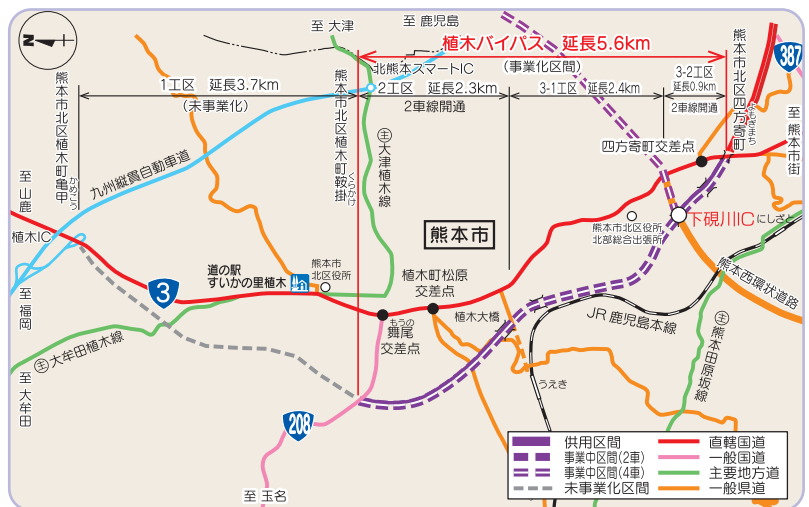 N
至 大津
至 鹿児島
植木バイパス 延長5.6km
(事業化区間)
北熊本スマートIC
1工区 延長3.7km
(未事業化)
2工区 延長2.3km
2車線開通
3-1工区 延長2.4km
3-2工区
延長0.9km
2車線開通
387
熊本市北区植木町亀甲
かめこう
熊本市北区植木町鞍掛
くらかけ
熊本市北区四方寄町
よもぎまち
至 熊本市街
四方寄町交差点
九州縦貫自動車道
主大津植木線
至 山鹿
植木IC
熊本市
熊本市北区役所
北部総合出張所
下硯川IC
にしざと
道の駅
すいかの里植木
熊本市
北区役所
植木町松原
交差点
熊本西環状道路
3
至 福岡
もうの
舞尾
交差点
植木大橋
JR鹿児島本線
主大牟田植木線
主熊本田原坂線
至 大牟田
うえき
208
至 玉名
供用区間
直轄国道
事業中区間(2車)
一般国道
事業中区間(4車)
主要地方道
未事業化区間
一般県道